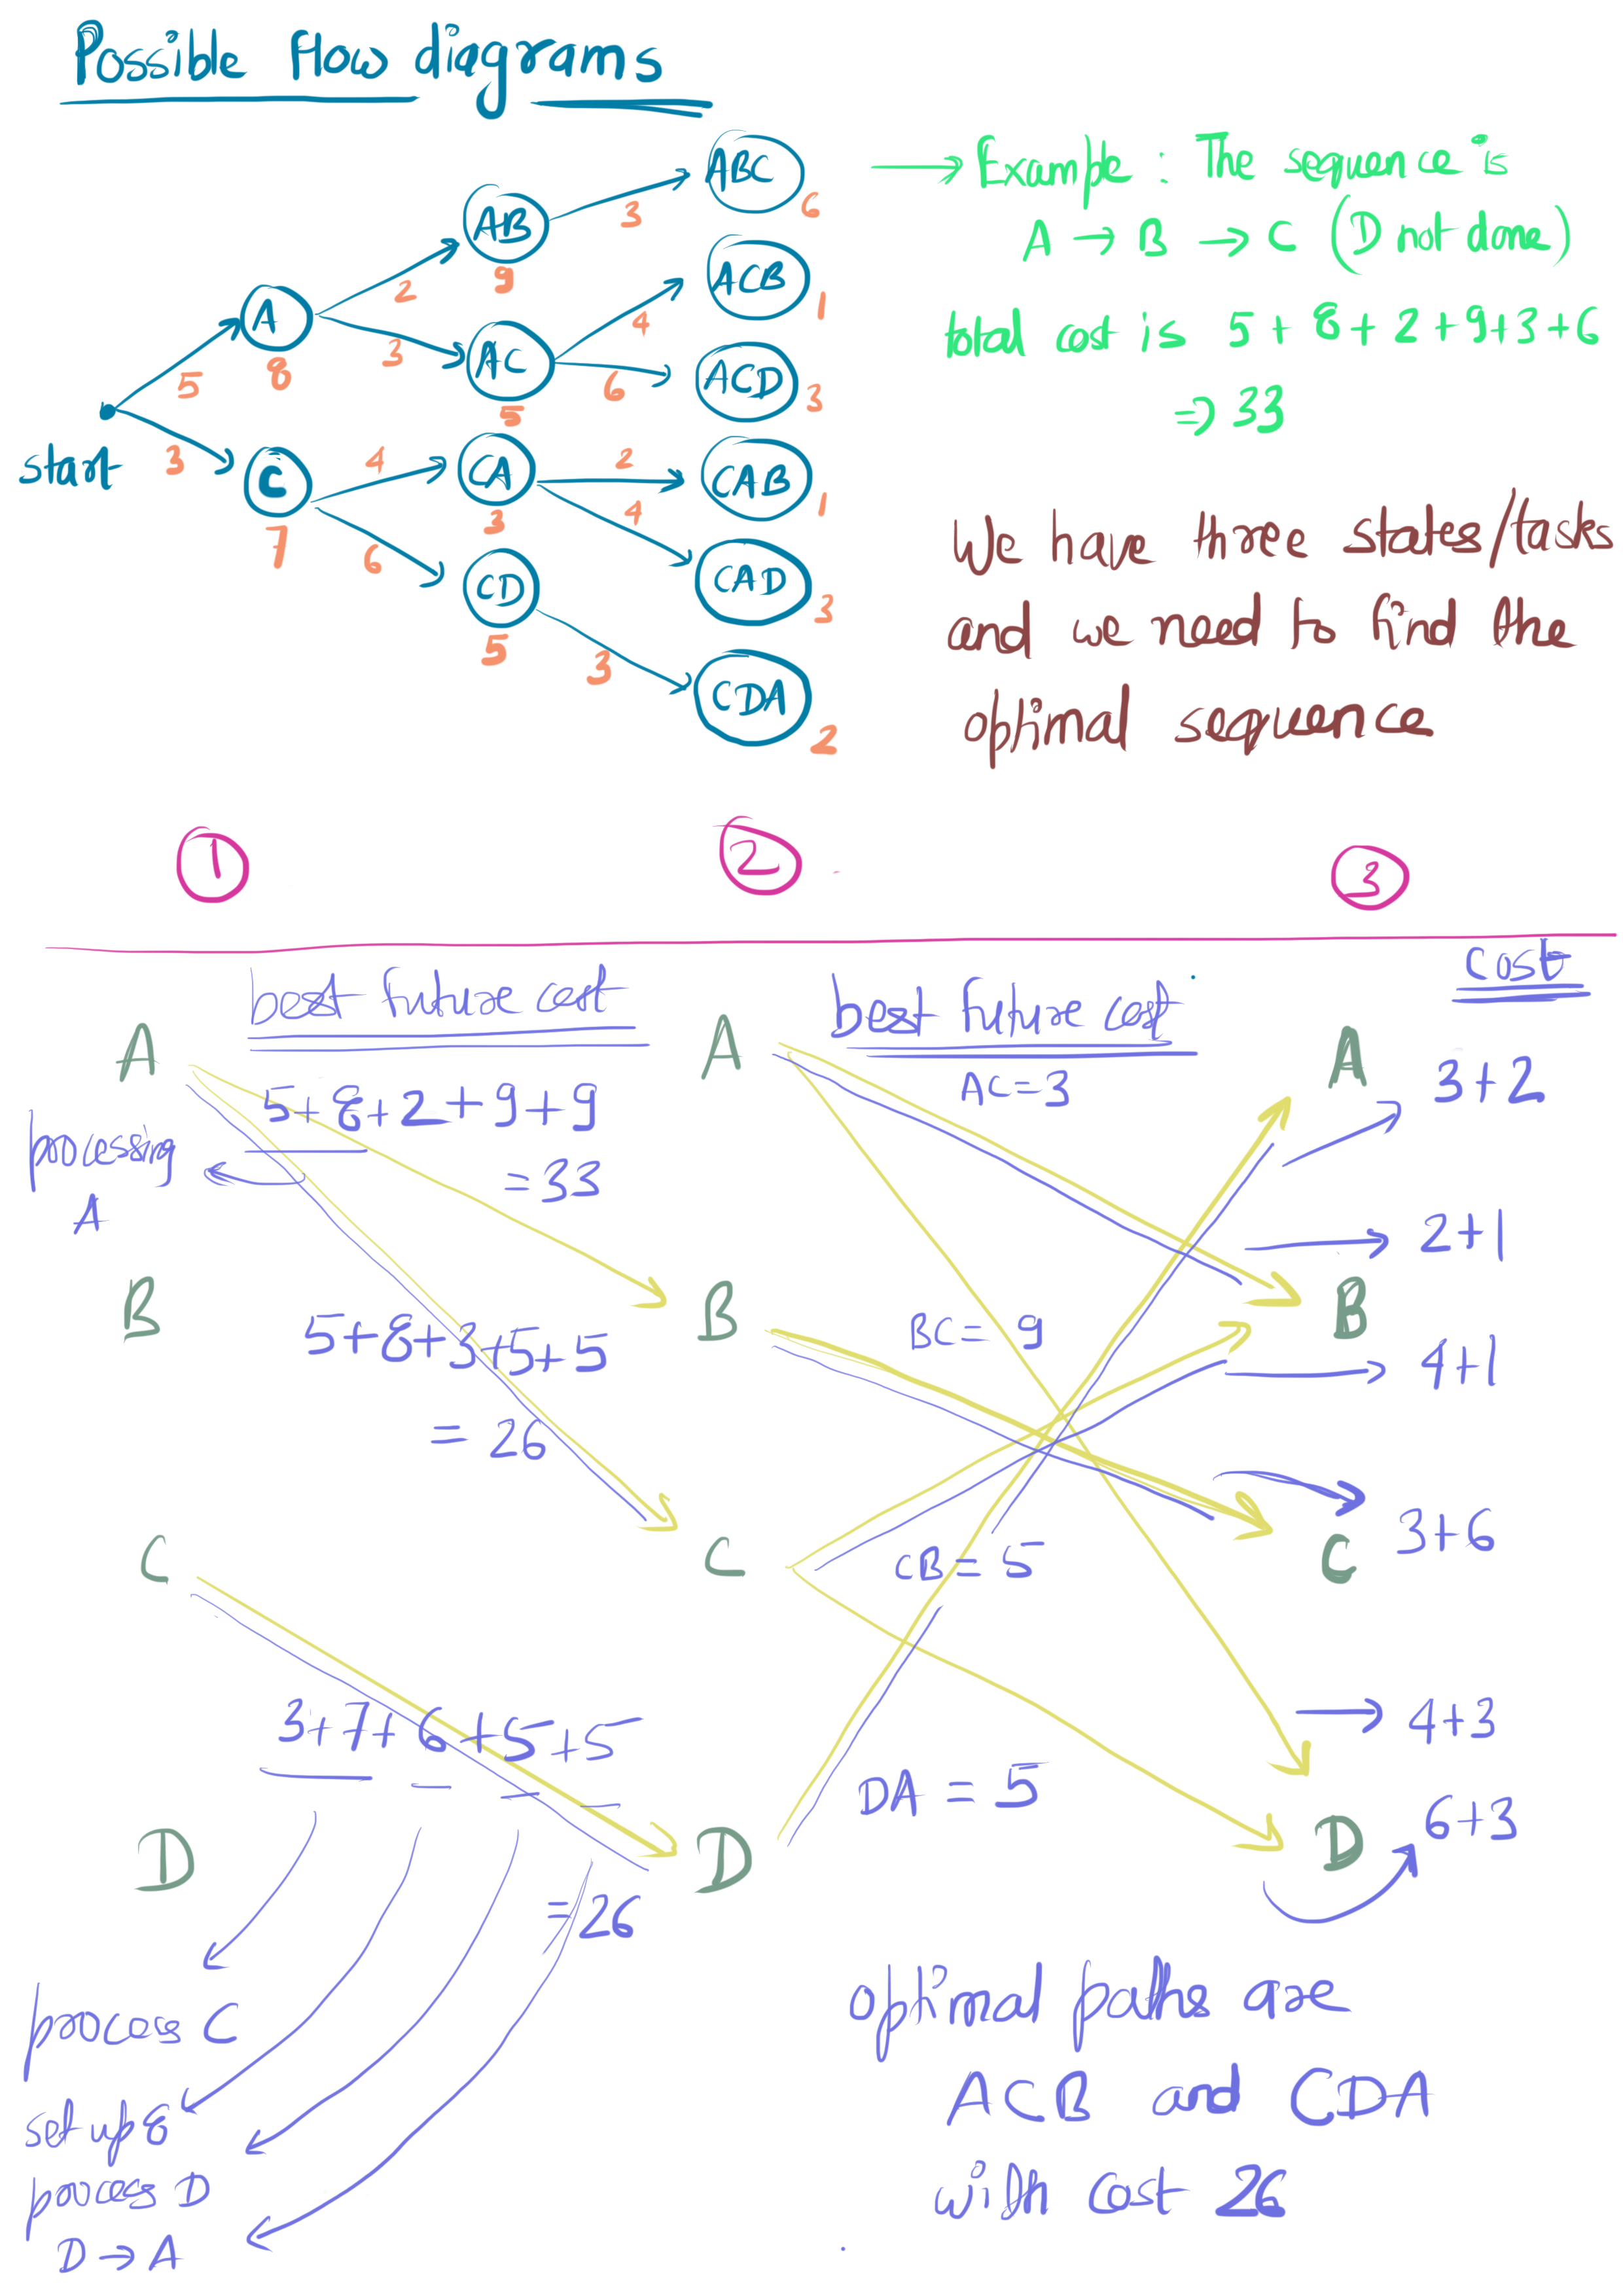 Possible flow diagrams
ABC
6
AB
9
3
2
A
8
5
ACB
1
4
AC
5
3
6
ACD
3
start
3
C
7
4
CA
3
2
CAB
1
4
CAD
3
6
CD
5
3
CDA
2
→ Example : The sequence is
A → B → C (D not done)
total cost is 5 + 8 + 2 + 9 + 3 + 6
⇒ 33
We have three states/tasks
and we need to find the
optimal sequence
1 2 3
best future cost
best future cost
cost
A
5+8+2+9+9
= 33
processing
A
B
5+8+3+5+5
= 26
C
3+7+6+5+5
= 26
D
process C
setup &
process D
D → A
A
AC = 3
B
BC = 9
C
CB = 5
D
DA = 5
A
3+2
2+1
B
4+1
C
3+6
4+3
D
6+3
optimal paths are
ACB and CDA
with cost 26